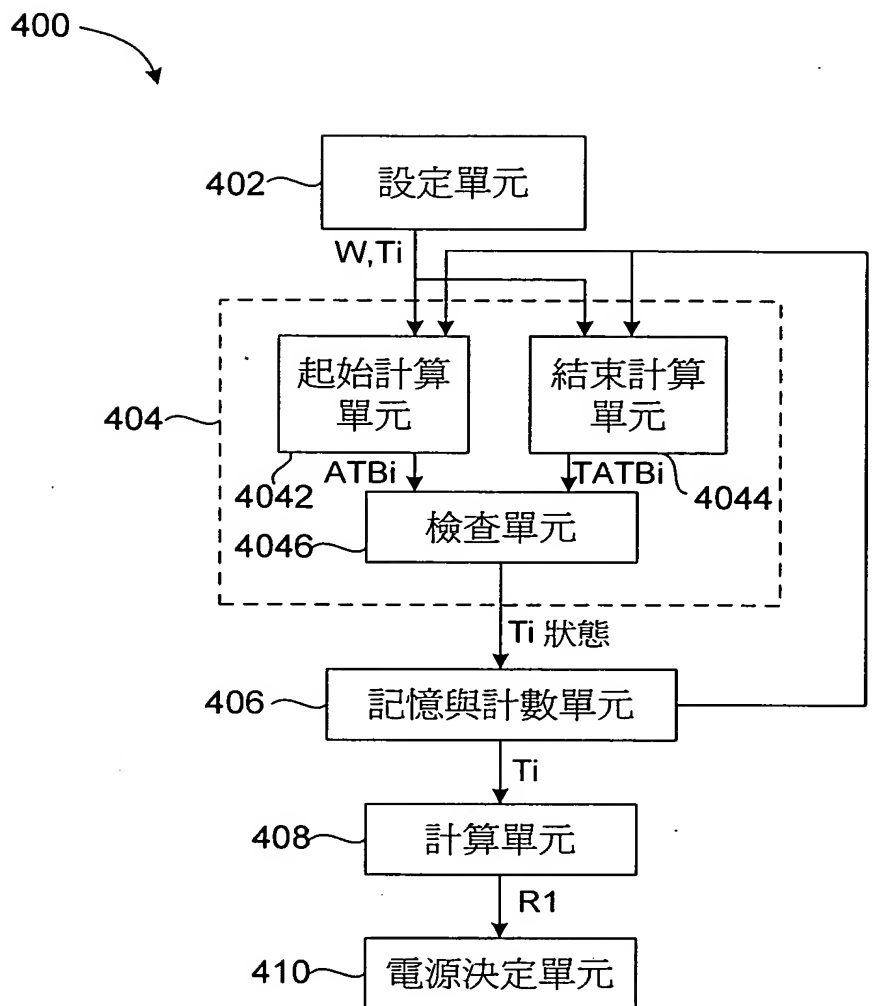 400
402
設定單元
W,Ti
404
起始計算
單元
結束計算
單元
4042
ATBi
TATBi
4044
4046
檢查單元
Ti 狀態
406
記憶與計數單元
Ti
408
計算單元
R1
410
電源決定單元